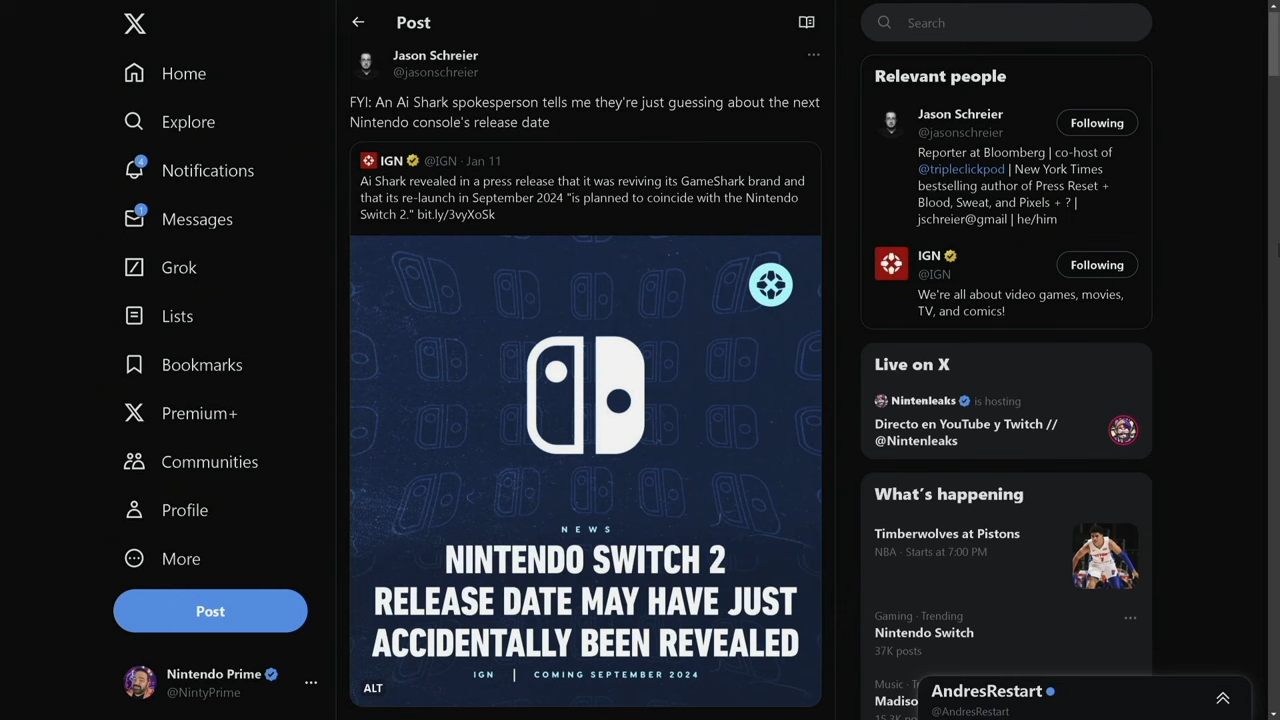 Home
Explore
4
Notifications
1
Messages
Grok
Lists
Bookmarks
Premium+
Communities
Profile
More
Post
Nintendo Prime
@NintyPrime
Post
Jason Schreier
@jasonschreier
FYI: An Ai Shark spokesperson tells me they're just guessing about the next
Nintendo console's release date
IGN @IGN · Jan 11
Ai Shark revealed in a press release that it was reviving its GameShark brand and
that its re-launch in September 2024 "is planned to coincide with the Nintendo
Switch 2." bit.ly/3vyXoSk
NEWS
NINTENDO SWITCH 2
RELEASE DATE MAY HAVE JUST
ACCIDENTALLY BEEN REVEALED
IGN | COMING SEPTEMBER 2024
ALT
Search
Relevant people
Jason Schreier
@jasonschreier
Following
Reporter at Bloomberg | co-host of
@tripleclickpod | New York Times
bestselling author of Press Reset +
Blood, Sweat, and Pixels + ? |
jschreier@gmail | he/him
IGN
@IGN
Following
We're all about video games, movies,
TV, and comics!
Live on X
Nintenleaks is hosting
Directo en YouTube y Twitch //
@Nintenleaks
What's happening
Timberwolves at Pistons
NBA · Starts at 7:00 PM
Gaming · Trending
Nintendo Switch
37K posts
Music
Madiso
AndresRestart
@AndresRestart